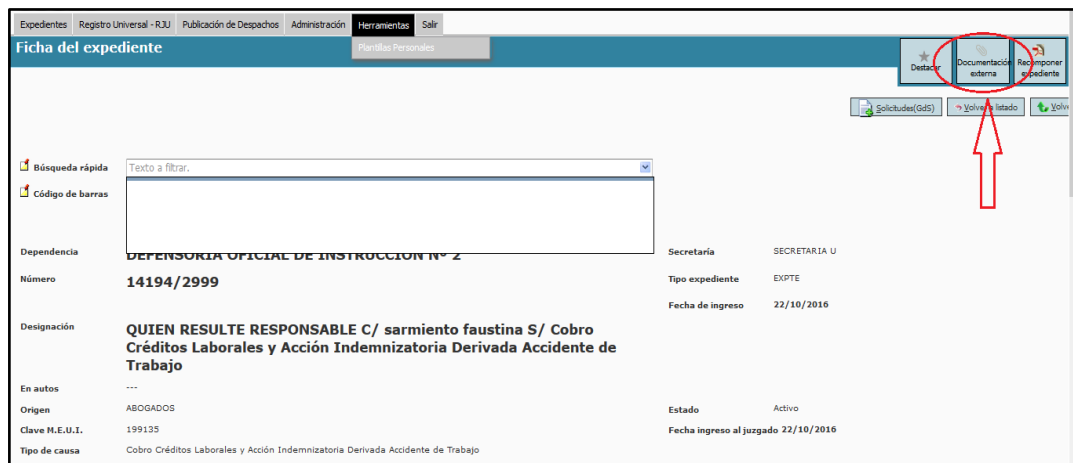 Expedientes Registro Universal - RJU Publicación de Despachos Administración Herramientas Salir
Ficha del expediente
Plantillas Personales
Destacar
Documentación externa
Recomponer expediente
Solicitudes(GdS) Volver a listado
Búsqueda rápida Texto a filtrar.
Código de barras
Dependencia DEFENSORIA OFICIAL DE INSTRUCCIÓN Nº 2 Secretaría SECRETARIA U
Número 14194/2999 Tipo expediente EXPTE
Fecha de ingreso 22/10/2016
Designación QUIEN RESULTE RESPONSABLE C/ sarmiento faustina S/ Cobro
Créditos Laborales y Acción Indemnizatoria Derivada Accidente de
Trabajo
En autos ---
Origen ABOGADOS Estado Activo
Clave M.E.U.I. 199135 Fecha ingreso al juzgado 22/10/2016
Tipo de causa Cobro Créditos Laborales y Acción Indemnizatoria Derivada Accidente de Trabajo